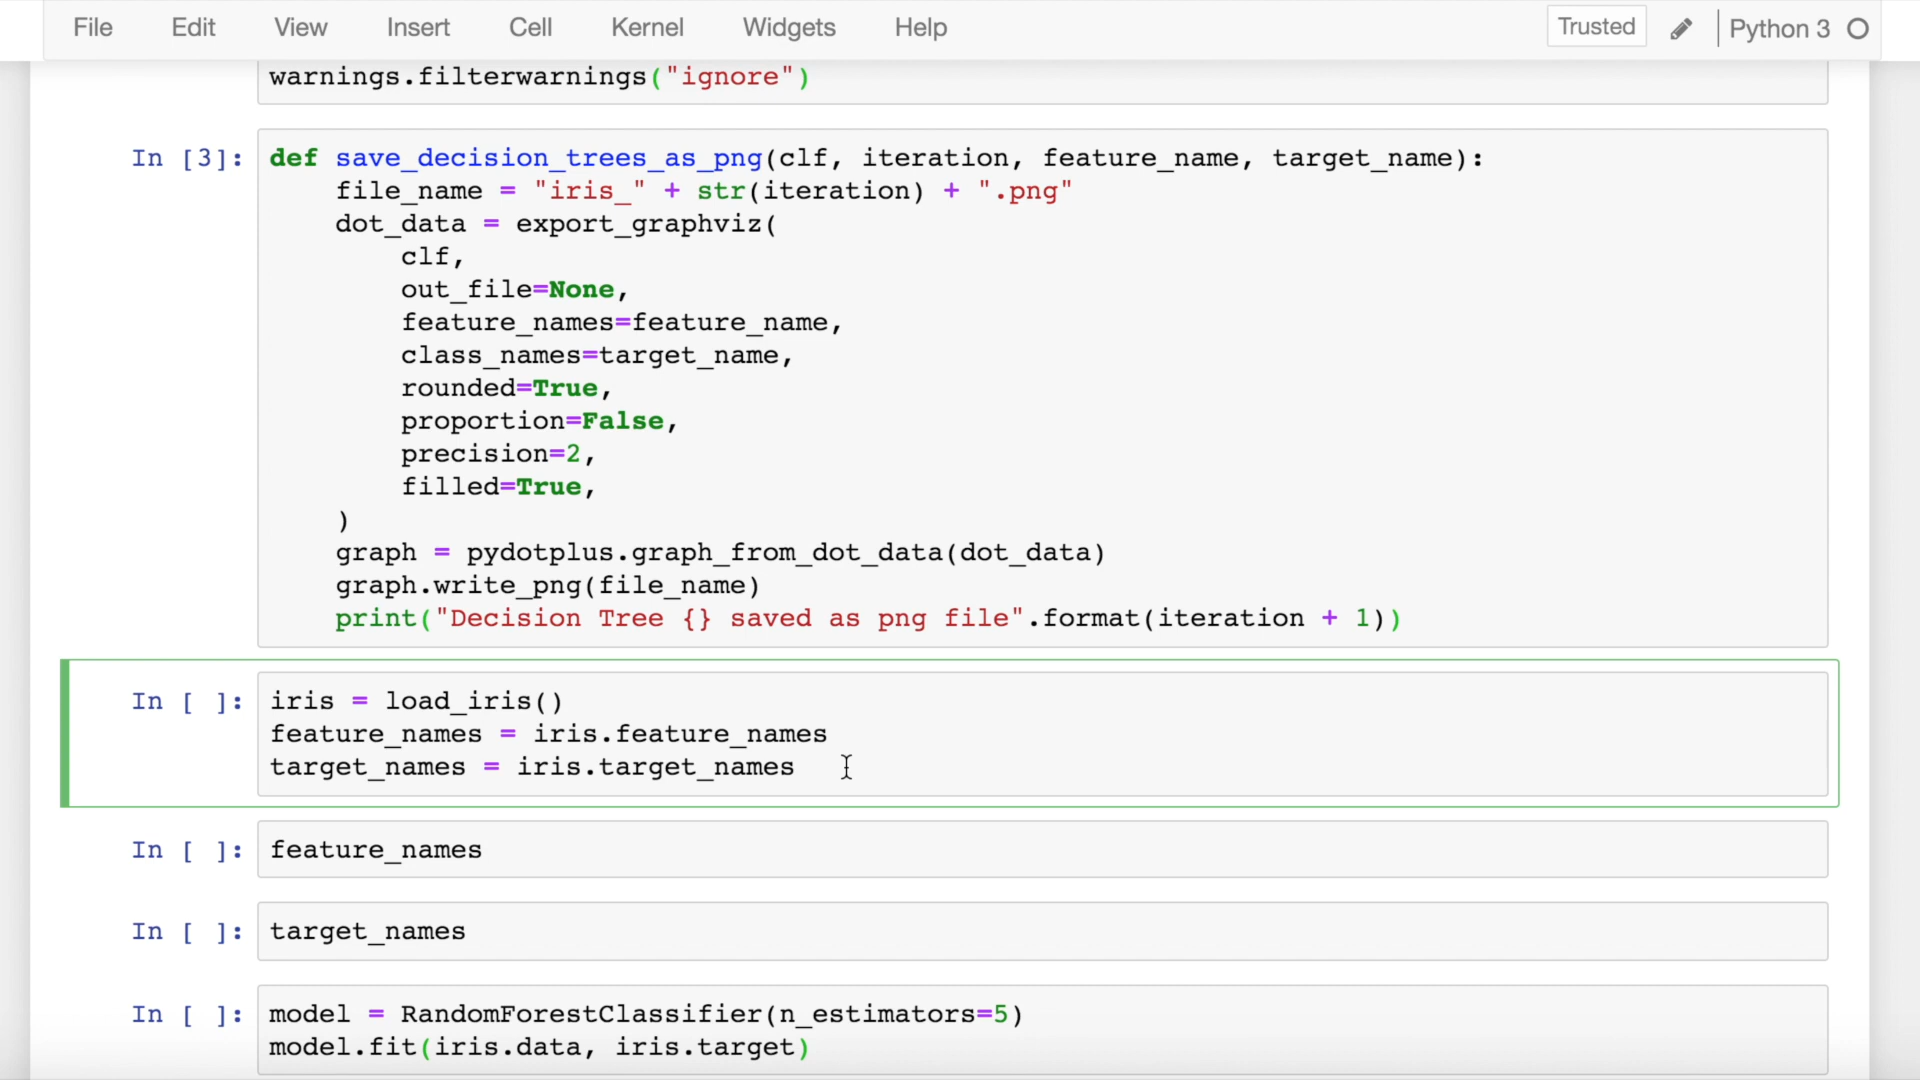 File Edit View Insert Cell Kernel Widgets Help Trusted Python 3
warnings.filterwarnings("ignore")
In [3]: def save_decision_trees_as_png(clf, iteration, feature_name, target_name):
    file_name = "iris_" + str(iteration) + ".png"
    dot_data = export_graphviz(
        clf,
        out_file=None,
        feature_names=feature_name,
        class_names=target_name,
        rounded=True,
        proportion=False,
        precision=2,
        filled=True,
    )
    graph = pydotplus.graph_from_dot_data(dot_data)
    graph.write_png(file_name)
    print("Decision Tree {} saved as png file".format(iteration + 1))
In [ ]: iris = load_iris()
feature_names = iris.feature_names
target_names = iris.target_names
In [ ]: feature_names
In [ ]: target_names
In [ ]: model = RandomForestClassifier(n_estimators=5)
model.fit(iris.data, iris.target)